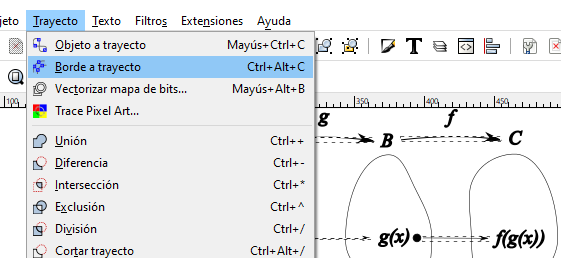 jeto Trayecto Texto Filtros Extensiones Ayuda
Objeto a trayecto Mayús+Ctrl+C
Borde a trayecto Ctrl+Alt+C
Vectorizar mapa de bits... Mayús+Alt+B
Trace Pixel Art...
100 350 400 450
Unión Ctrl++
Diferencia Ctrl+-
Intersección Ctrl+*
Exclusión Ctrl+^
División Ctrl+/
Cortar trayecto Ctrl+Alt+/
g f
B C
g(x) f(g(x))